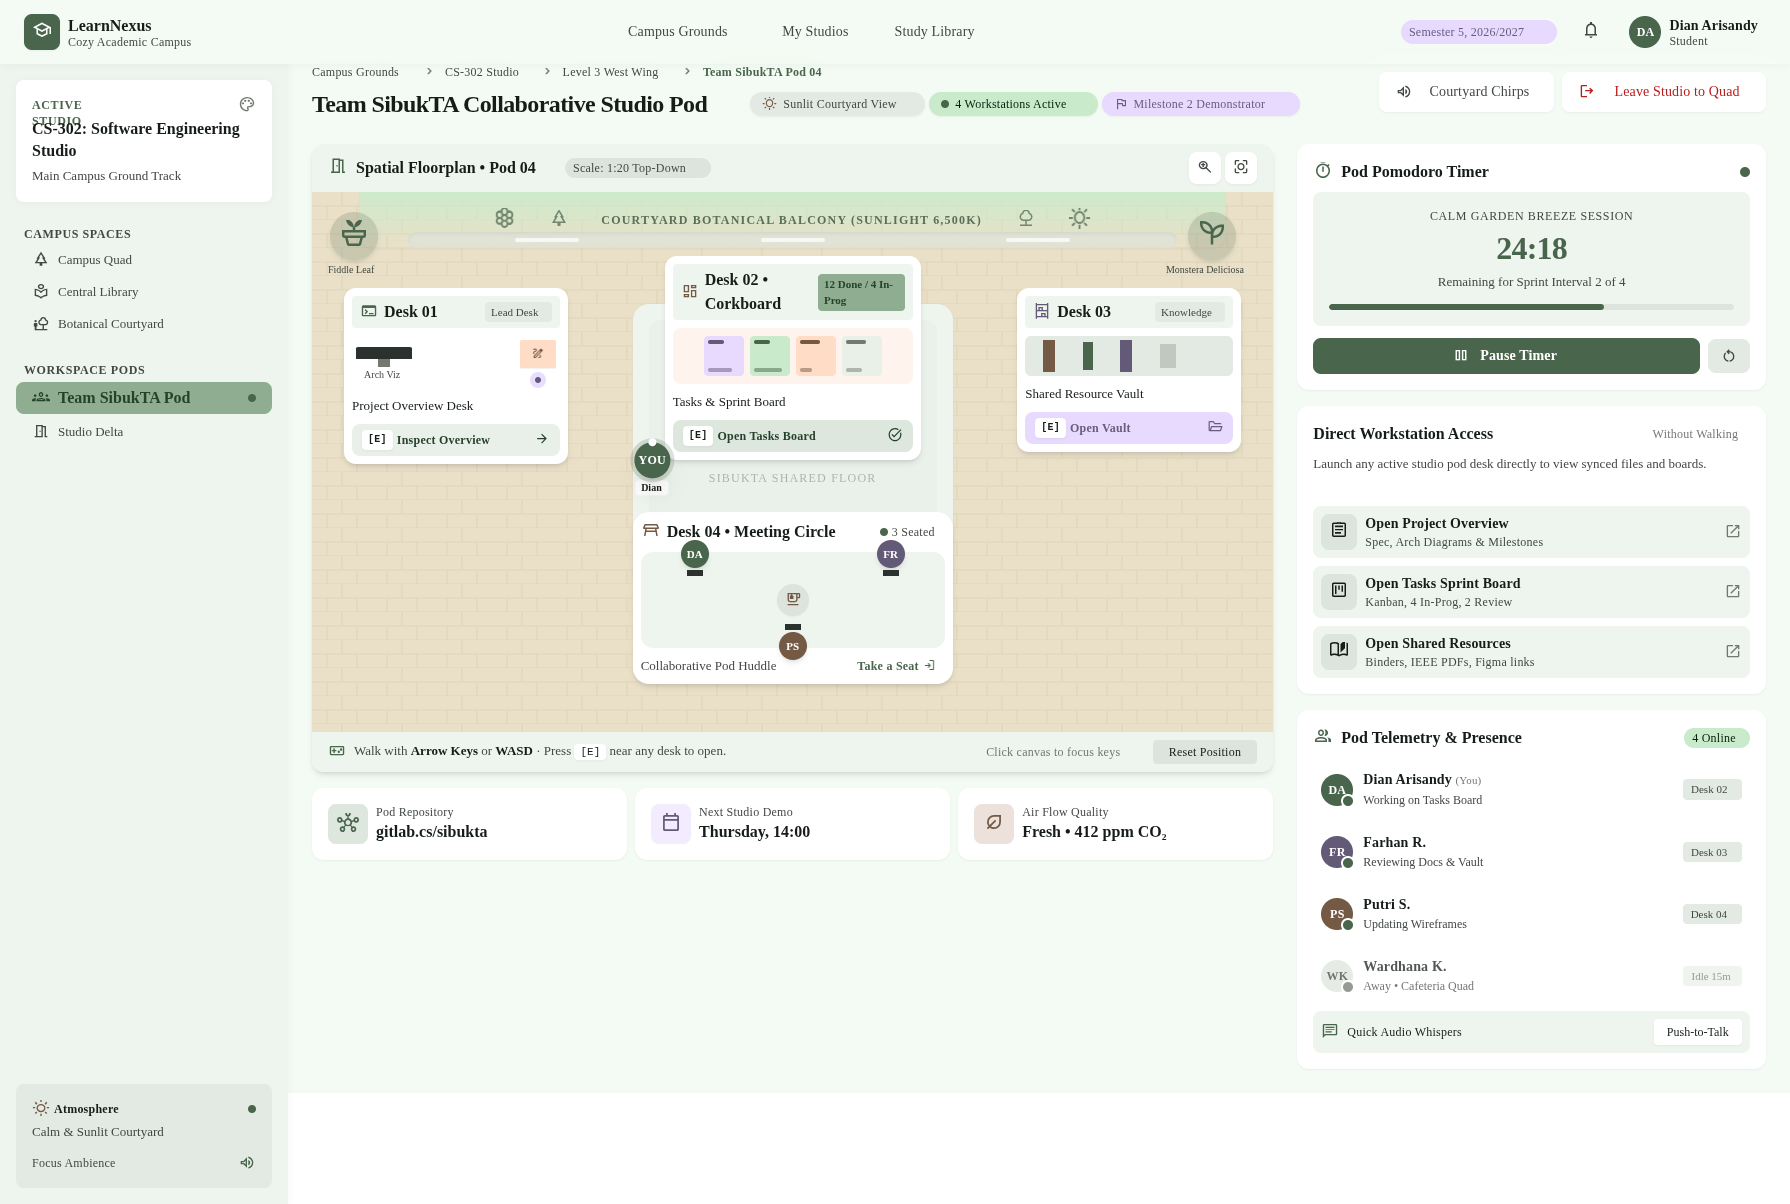 LearnNexus
Cozy Academic Campus
Campus Grounds
My Studios
Study Library
Semester 5, 2026/2027
DA
Dian Arisandy
Student
ACTIVE
STUDIO
CS-302: Software Engineering
Studio
Main Campus Ground Track
CAMPUS SPACES
Campus Quad
Central Library
Botanical Courtyard
WORKSPACE PODS
Team SibukTA Pod
Studio Delta
Atmosphere
Calm & Sunlit Courtyard
Focus Ambience
Campus Grounds
CS-302 Studio
Level 3 West Wing
Team SibukTA Pod 04
Team SibukTA Collaborative Studio Pod
Sunlit Courtyard View
4 Workstations Active
Milestone 2 Demonstrator
Courtyard Chirps
Leave Studio to Quad
Spatial Floorplan • Pod 04
Scale: 1:20 Top-Down
COURTYARD BOTANICAL BALCONY (SUNLIGHT 6,500K)
Fiddle Leaf
Monstera Deliciosa
Desk 01
Lead Desk
Arch Viz
Project Overview Desk
[E] Inspect Overview
Desk 02 •
Corkboard
12 Done / 4 In-
Prog
Tasks & Sprint Board
[E] Open Tasks Board
Desk 03
Knowledge
Shared Resource Vault
[E] Open Vault
YOU
Dian
SIBUKTA SHARED FLOOR
Desk 04 • Meeting Circle
3 Seated
DA
FR
PS
Collaborative Pod Huddle
Take a Seat
Walk with Arrow Keys or WASD · Press [E] near any desk to open.
Click canvas to focus keys
Reset Position
Pod Repository
gitlab.cs/sibukta
Next Studio Demo
Thursday, 14:00
Air Flow Quality
Fresh • 412 ppm CO₂
Pod Pomodoro Timer
CALM GARDEN BREEZE SESSION
24:18
Remaining for Sprint Interval 2 of 4
Pause Timer
Direct Workstation Access
Without Walking
Launch any active studio pod desk directly to view synced files and boards.
Open Project Overview
Spec, Arch Diagrams & Milestones
Open Tasks Sprint Board
Kanban, 4 In-Prog, 2 Review
Open Shared Resources
Binders, IEEE PDFs, Figma links
Pod Telemetry & Presence
4 Online
DA
Dian Arisandy (You)
Working on Tasks Board
Desk 02
FR
Farhan R.
Reviewing Docs & Vault
Desk 03
PS
Putri S.
Updating Wireframes
Desk 04
WK
Wardhana K.
Away • Cafeteria Quad
Idle 15m
Quick Audio Whispers
Push-to-Talk